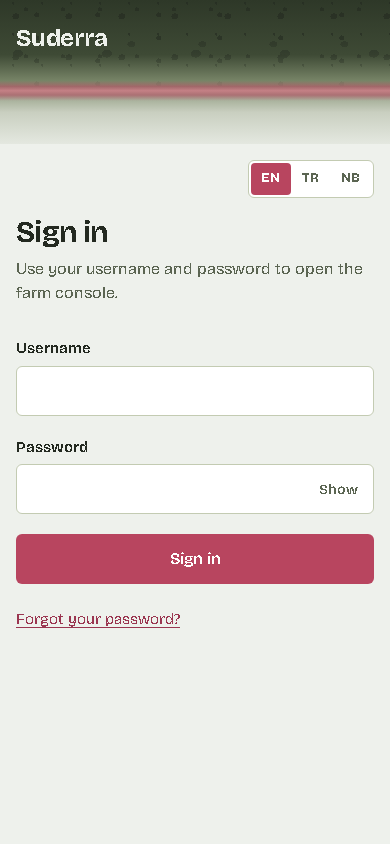 Suderra
EN TR NB
Sign in
Use your username and password to open the
farm console.
Username
Password
Show
Sign in
Forgot your password?